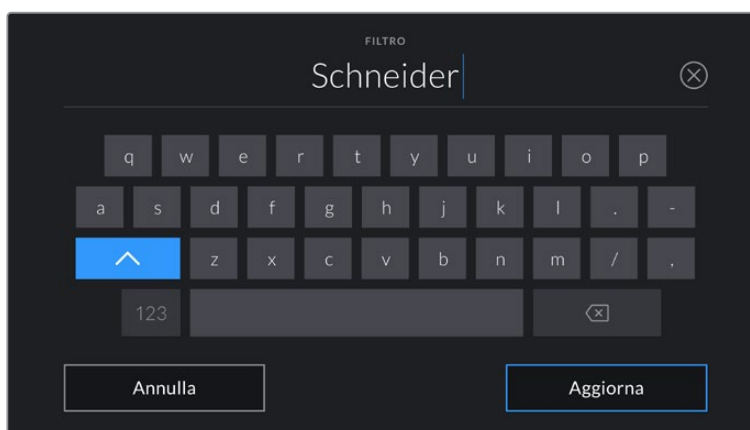 FILTRO
Schneider
q w e r t y u i o p
a s d f g h j k l . -
z x c v b n m / ,
123
Annulla Aggiorna